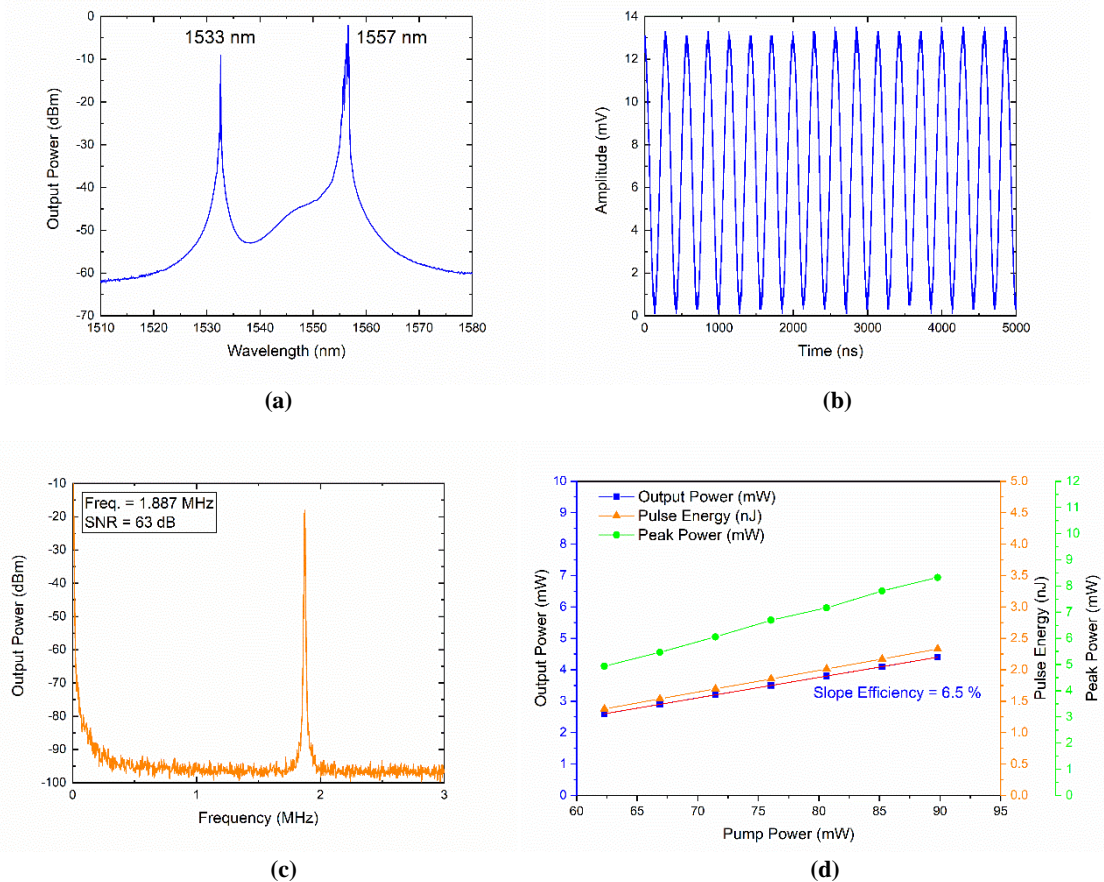 1533 nm
1557 nm
0
-10
-20
-30
-40
-50
-60
-70
Output Power (dBm)
1510 1520 1530 1540 1550 1560 1570 1580
Wavelength (nm)
(a)
14
12
10
8
6
4
2
0
Amplitude (mV)
0 1000 2000 3000 4000 5000
Time (ns)
(b)
Freq. = 1.887 MHz
SNR = 63 dB
-10
-20
-30
-40
-50
-60
-70
-80
-90
-100
Output Power (dBm)
0 1 2 3
Frequency (MHz)
(c)
Output Power (mW)
Pulse Energy (nJ)
Peak Power (mW)
Slope Efficiency = 6.5 %
10
9
8
7
6
5
4
3
2
1
0
Output Power (mW)
5.0
4.5
4.0
3.5
3.0
2.5
2.0
1.5
1.0
0.5
0.0
Pulse Energy (nJ)
12
11
10
9
8
7
6
5
4
3
2
1
0
Peak Power (mW)
60 65 70 75 80 85 90 95
Pump Power (mW)
(d)